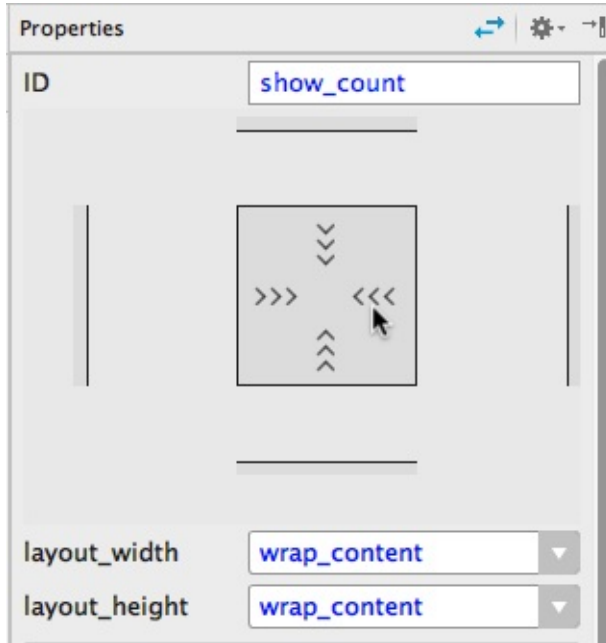 Properties
ID show_count
layout_width wrap_content
layout_height wrap_content